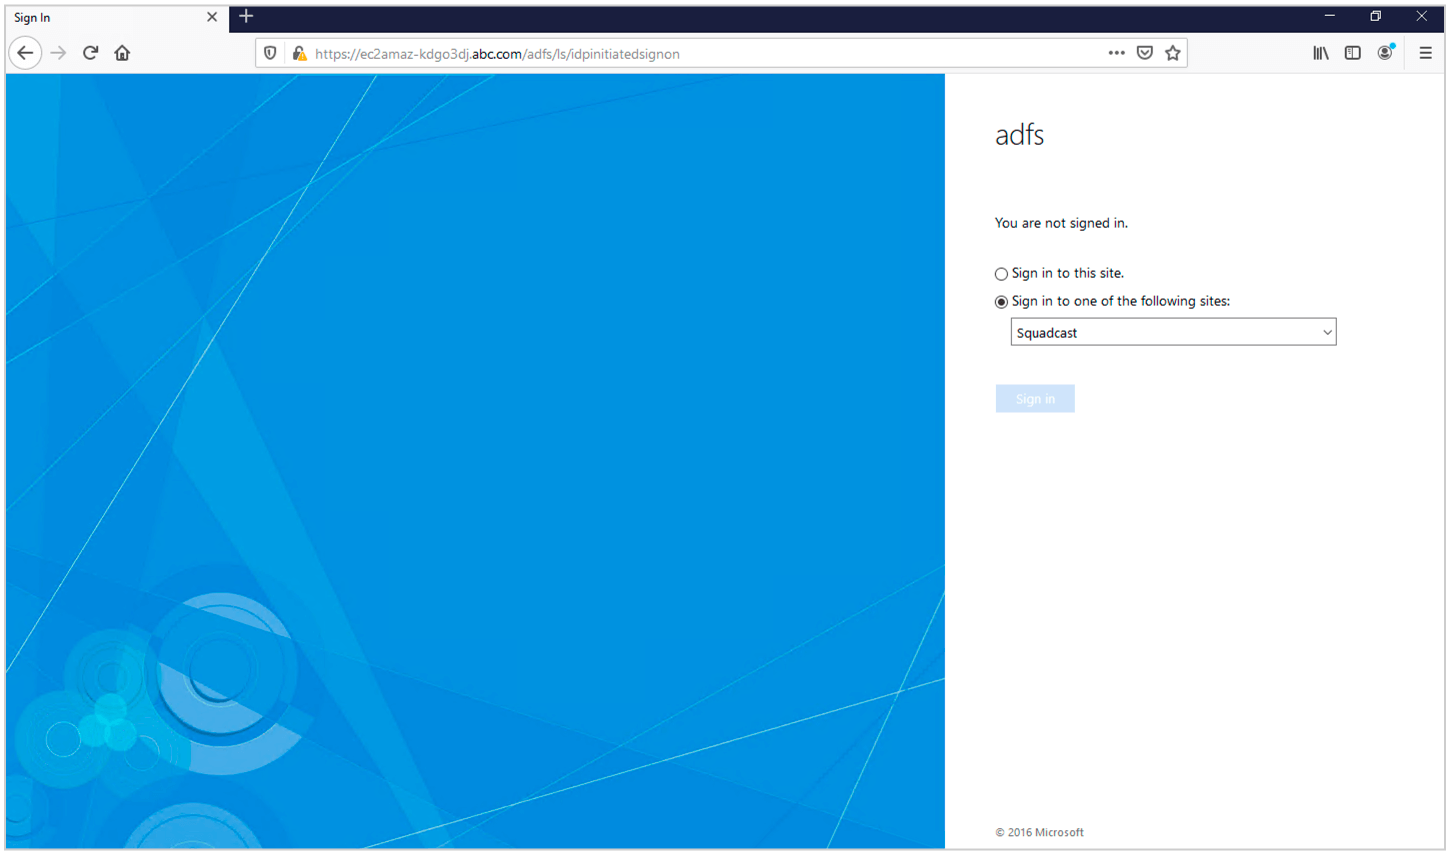 Sign In
https://ec2amaz-kdgo3dj.abc.com/adfs/ls/idpinitiatedsignon
adfs
You are not signed in.
Sign in to this site.
Sign in to one of the following sites:
Squadcast
Sign in
© 2016 Microsoft